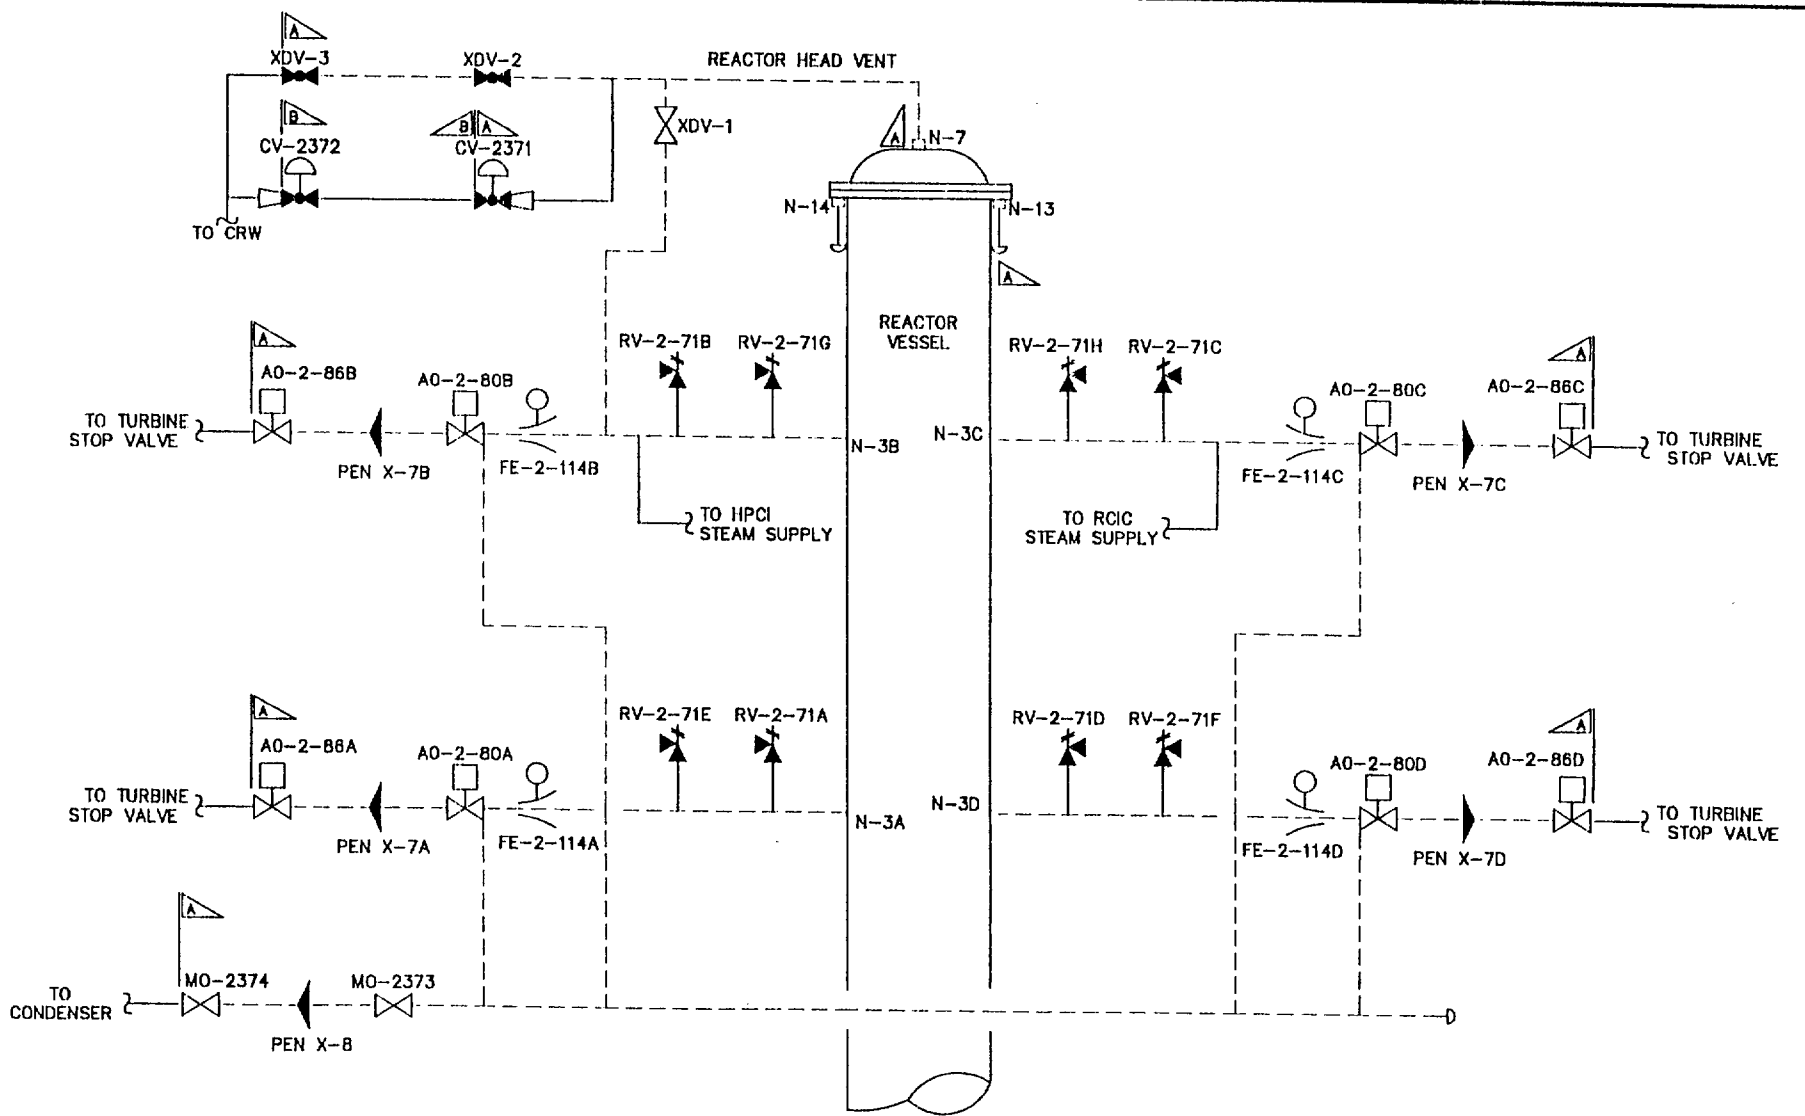 A
XDV-3
XDV-2
REACTOR HEAD VENT
B
B
A
XDV-1
A
N-7
CV-2372
CV-2371
N-14
N-13
TO CRW
A
REACTOR
VESSEL
A
AO-2-86B
AO-2-80B
RV-2-71B
RV-2-71G
RV-2-71H
RV-2-71C
AO-2-80C
A
AO-2-86C
TO TURBINE
STOP VALVE
PEN X-7B
FE-2-114B
N-3B
N-3C
FE-2-114C
PEN X-7C
TO TURBINE
STOP VALVE
TO HPCI
STEAM SUPPLY
TO RCIC
STEAM SUPPLY
A
AO-2-86A
AO-2-80A
RV-2-71E
RV-2-71A
RV-2-71D
RV-2-71F
AO-2-80D
A
AO-2-86D
TO TURBINE
STOP VALVE
PEN X-7A
FE-2-114A
N-3A
N-3D
FE-2-114D
PEN X-7D
TO TURBINE
STOP VALVE
A
MO-2374
MO-2373
TO
CONDENSER
PEN X-8